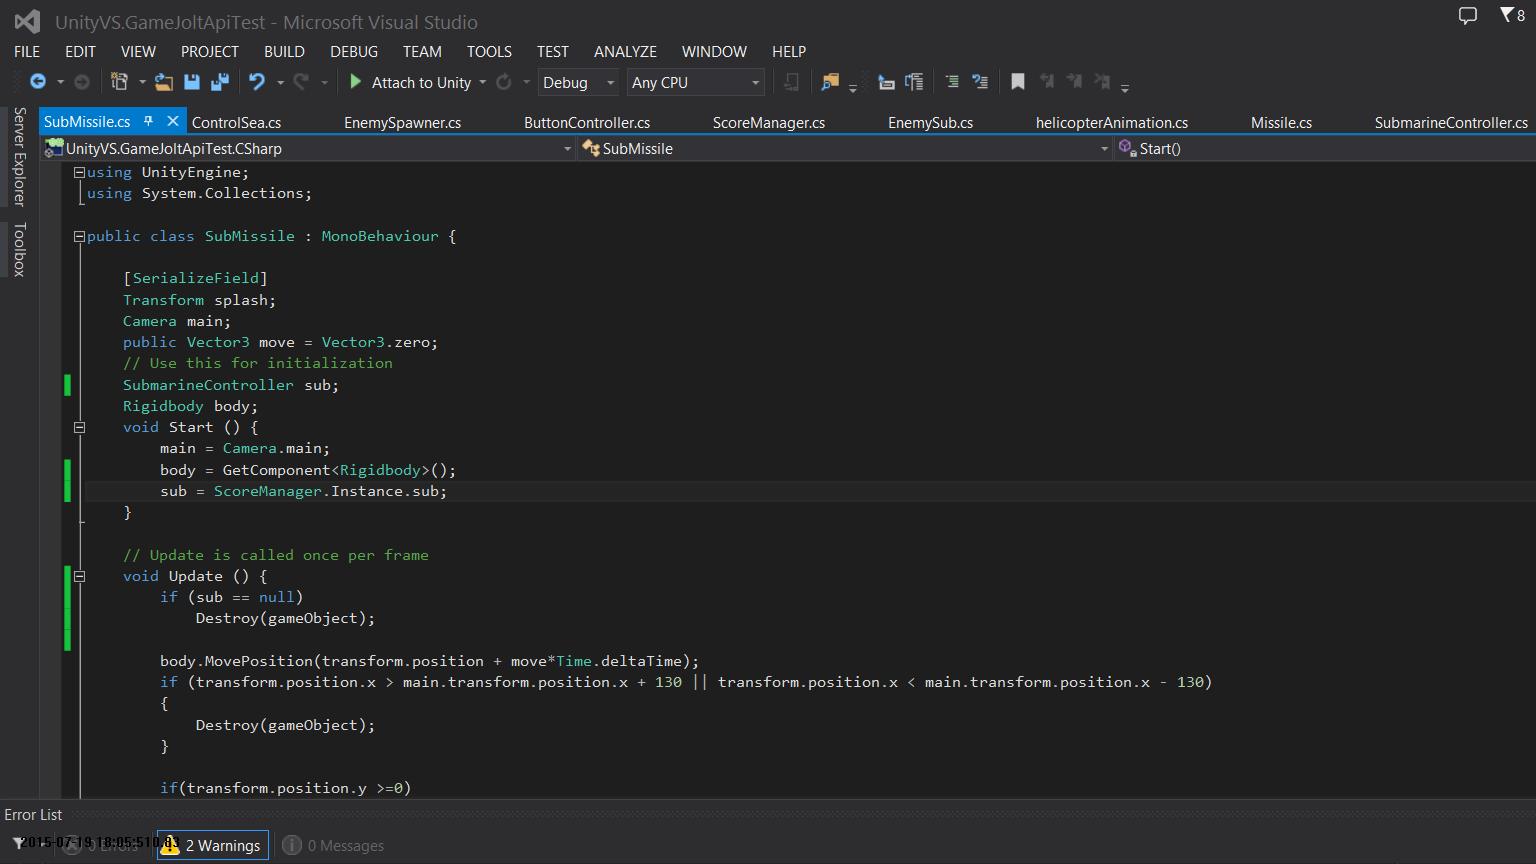 UnityVS.GameJoltApiTest - Microsoft Visual Studio
8
FILE EDIT VIEW PROJECT BUILD DEBUG TEAM TOOLS TEST ANALYZE WINDOW HELP
Attach to Unity Debug Any CPU
SubMissile.cs ControlSea.cs EnemySpawner.cs ButtonController.cs ScoreManager.cs EnemySub.cs helicopterAnimation.cs Missile.cs SubmarineController.cs
UnityVS.GameJoltApiTest.CSharp SubMissile Start()
Server Explorer
Toolbox
using UnityEngine;
using System.Collections;
public class SubMissile : MonoBehaviour {
[SerializeField]
Transform splash;
Camera main;
public Vector3 move = Vector3.zero;
// Use this for initialization
SubmarineController sub;
Rigidbody body;
void Start () {
main = Camera.main;
body = GetComponent<Rigidbody>();
sub = ScoreManager.Instance.sub;
}
// Update is called once per frame
void Update () {
if (sub == null)
Destroy(gameObject);
body.MovePosition(transform.position + move*Time.deltaTime);
if (transform.position.x > main.transform.position.x + 130 || transform.position.x < main.transform.position.x - 130)
{
Destroy(gameObject);
}
if(transform.position.y >=0)
Error List
0 Errors 2 Warnings 0 Messages